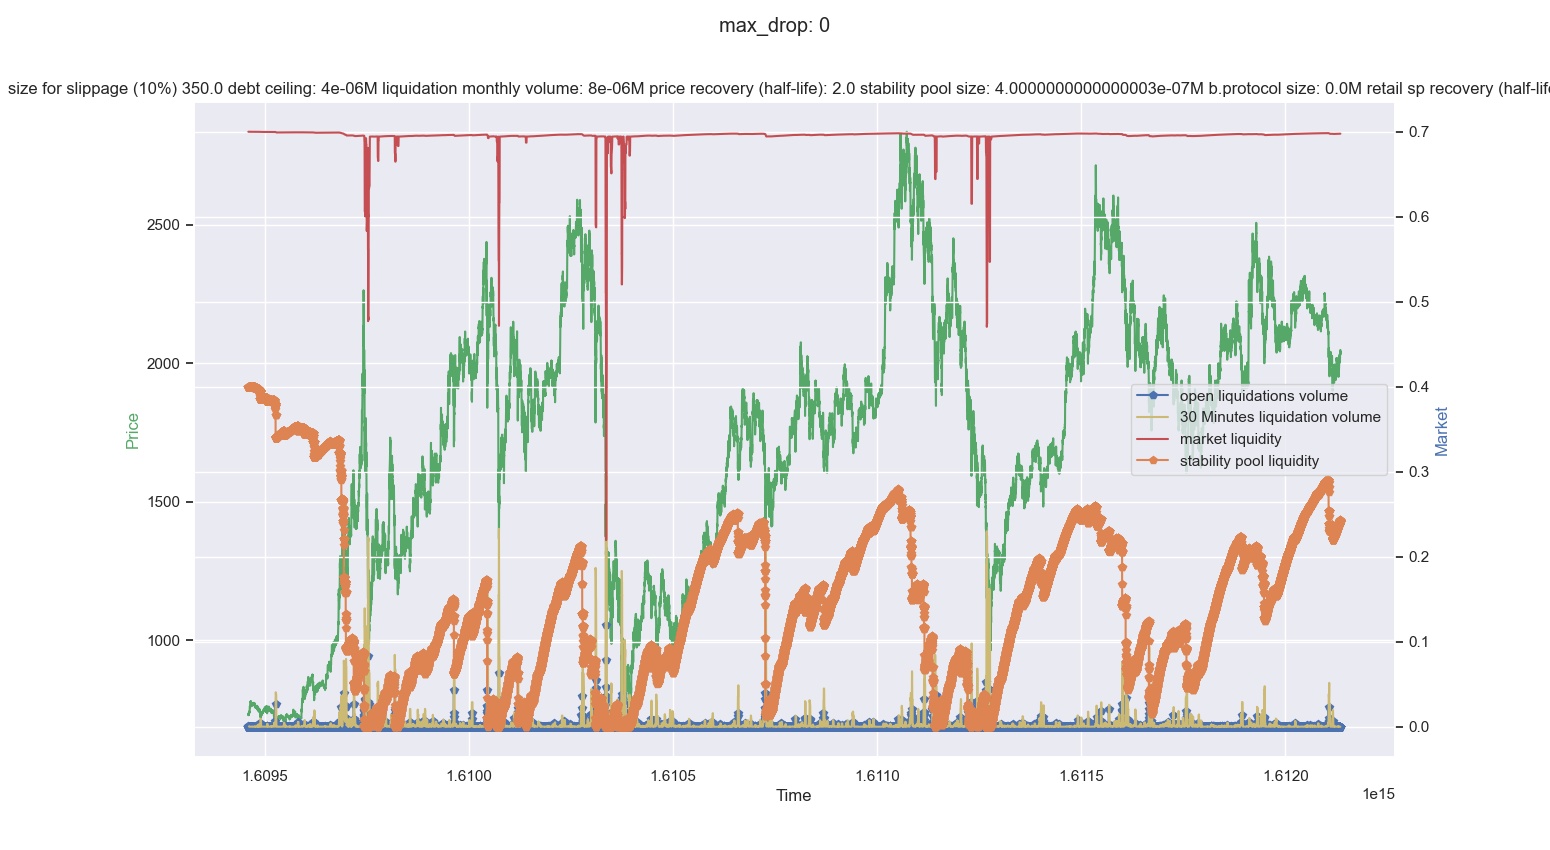 max_drop: 0
size for slippage (10%) 350.0 debt ceiling: 4e-06M liquidation monthly volume: 8e-06M price recovery (half-life): 2.0 stability pool size: 4.0000000000000003e-07M b.protocol size: 0.0M retail sp recovery (half-life
0.7
2500
0.6
0.5
2000
0.4
open liquidations volume
30 Minutes liquidation volume
market liquidity
stability pool liquidity
Price
Market
0.3
1500
0.2
1000
0.1
0.0
1.6095 1.6100 1.6105 1.6110 1.6115 1.6120
Time
1e15